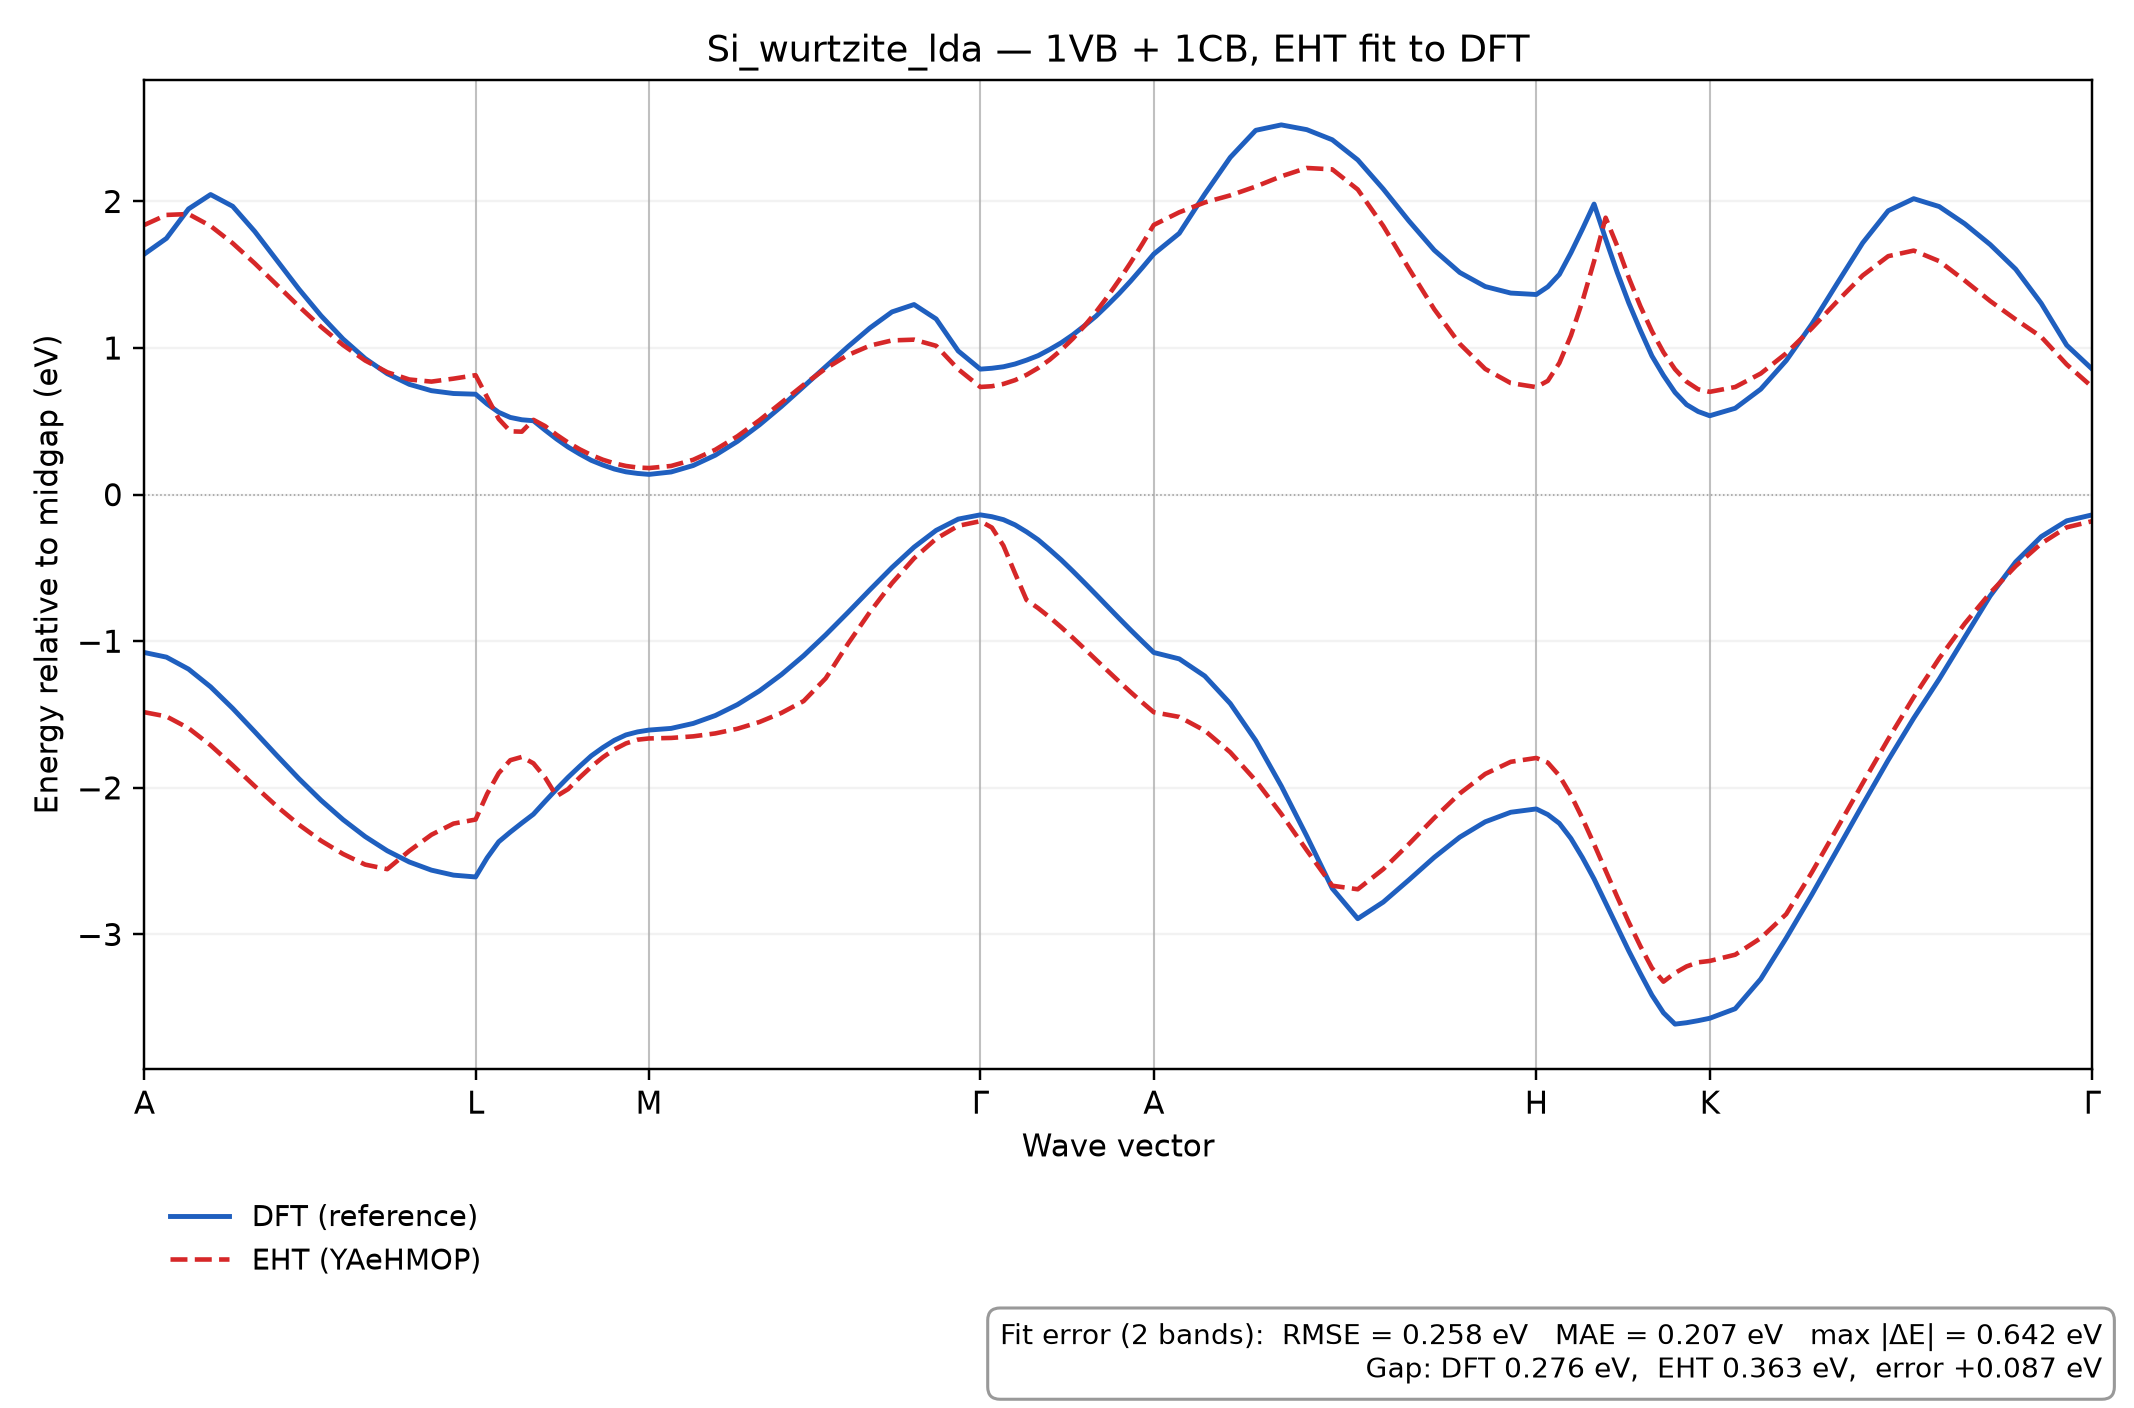 Si_wurtzite_lda — 1VB + 1CB, EHT fit to DFT
Energy relative to midgap (eV)
2
1
0
−1
−2
−3
A L M Γ A H K Γ
Wave vector
DFT (reference)
EHT (YAeHMOP)
Fit error (2 bands): RMSE = 0.258 eV MAE = 0.207 eV max |ΔE| = 0.642 eV
Gap: DFT 0.276 eV, EHT 0.363 eV, error +0.087 eV